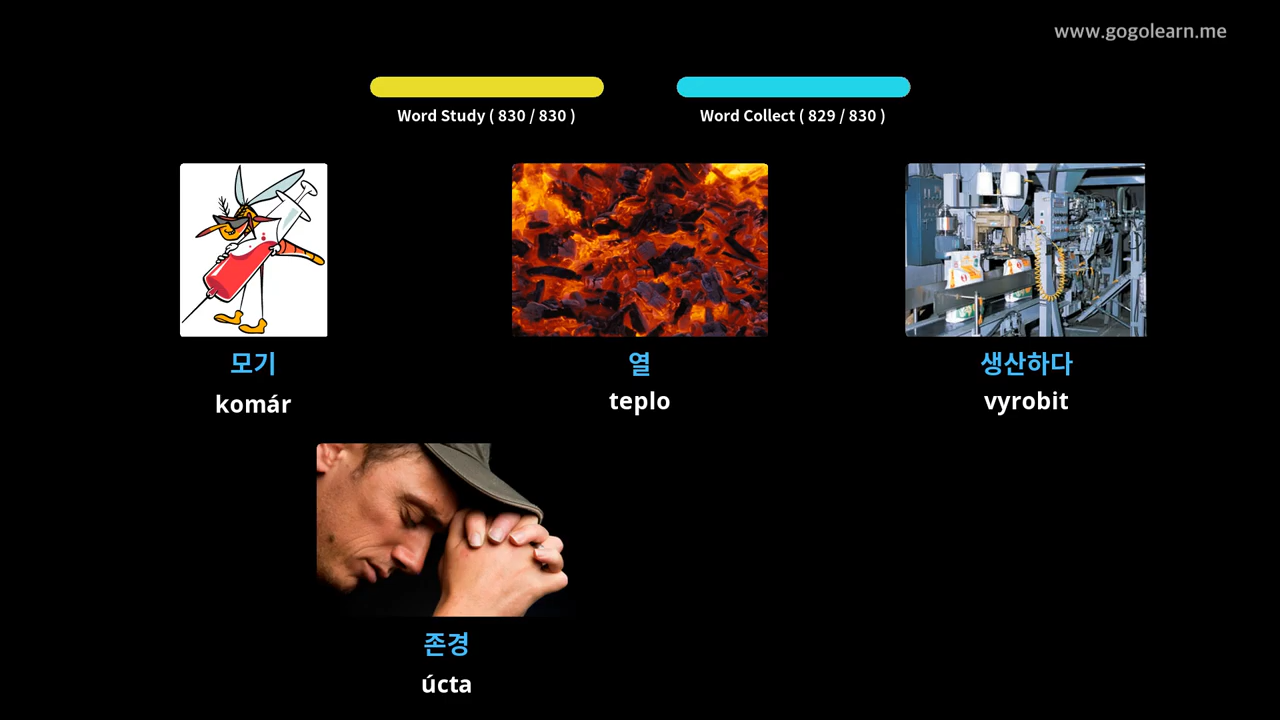 www.gogolearn.me
Word Study ( 830 / 830 )
Word Collect ( 829 / 830 )
모기
komár
열
teplo
생산하다
vyrobit
존경
úcta